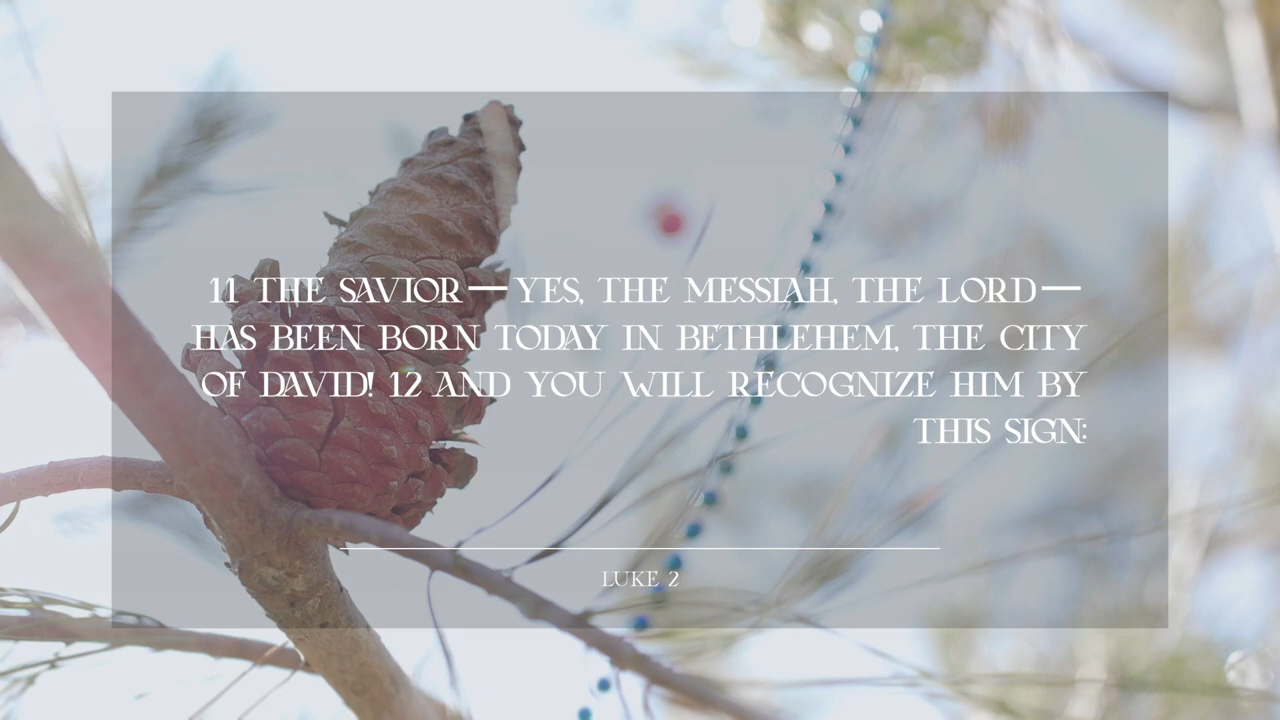 11 THE SAVIOR—YES, THE MESSIAH, THE LORD—
HAS BEEN BORN TODAY IN BETHLEHEM, THE CITY
OF DAVID! 12 AND YOU WILL RECOGNIZE HIM BY
THIS SIGN:
LUKE 2